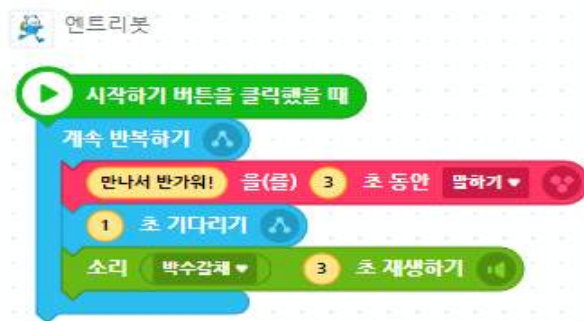 엔트리봇
시작하기 버튼을 클릭했을 때
계속 반복하기
만나서 반가워! 을(를) 3 초 동안 말하기
1 초 기다리기
소리 박수갈채 3 초 재생하기